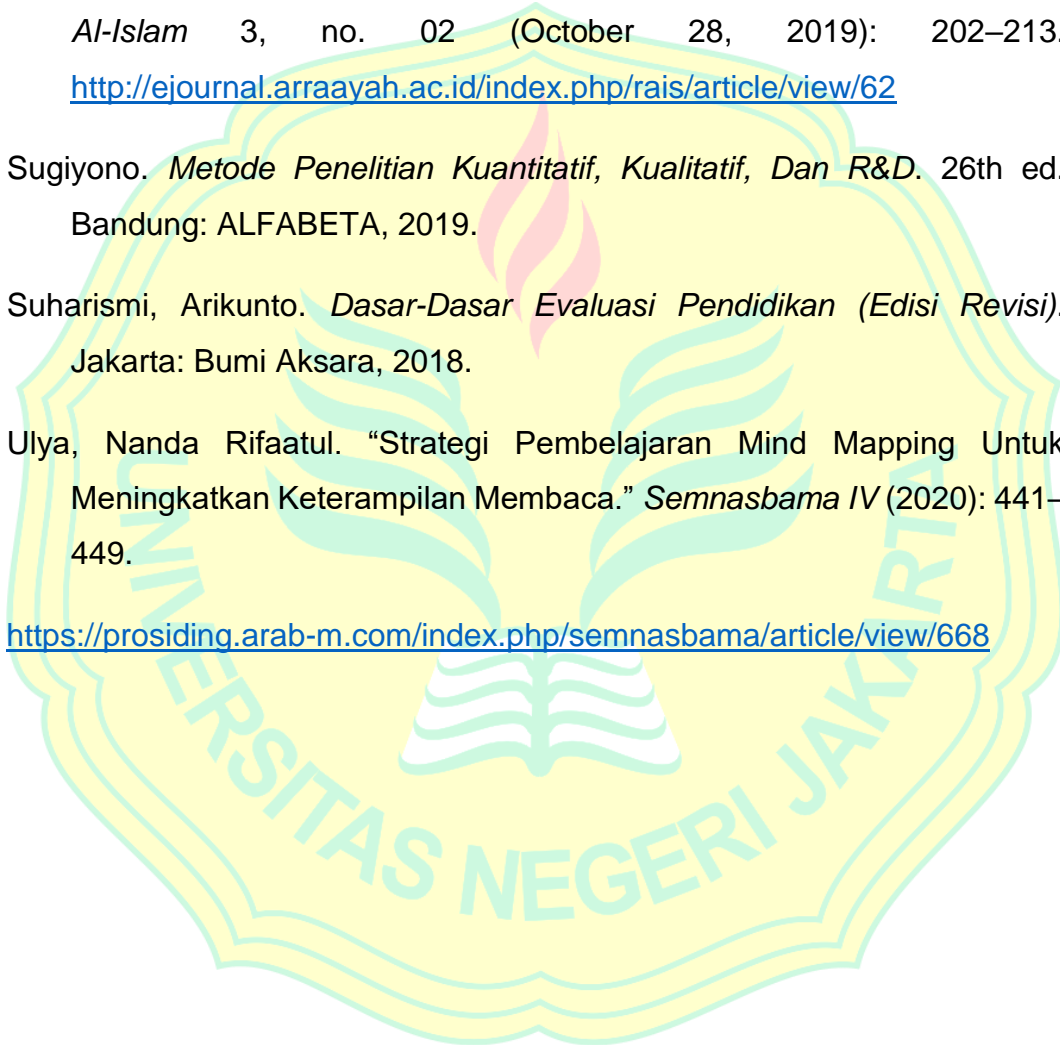 Al-Islam 3, no. 02 (October 28, 2019): 202–213.
http://ejournal.arraayah.ac.id/index.php/rais/article/view/62
Sugiyono. Metode Penelitian Kuantitatif, Kualitatif, Dan R&D. 26th ed.
Bandung: ALFABETA, 2019.
Suharismi, Arikunto. Dasar-Dasar Evaluasi Pendidikan (Edisi Revisi).
Jakarta: Bumi Aksara, 2018.
Ulya, Nanda Rifaatul. “Strategi Pembelajaran Mind Mapping Untuk
Meningkatkan Keterampilan Membaca.” Semnasbama IV (2020): 441–
449.
https://prosiding.arab-m.com/index.php/semnasbama/article/view/668
UNIVERSITAS NEGERI JAKARTA